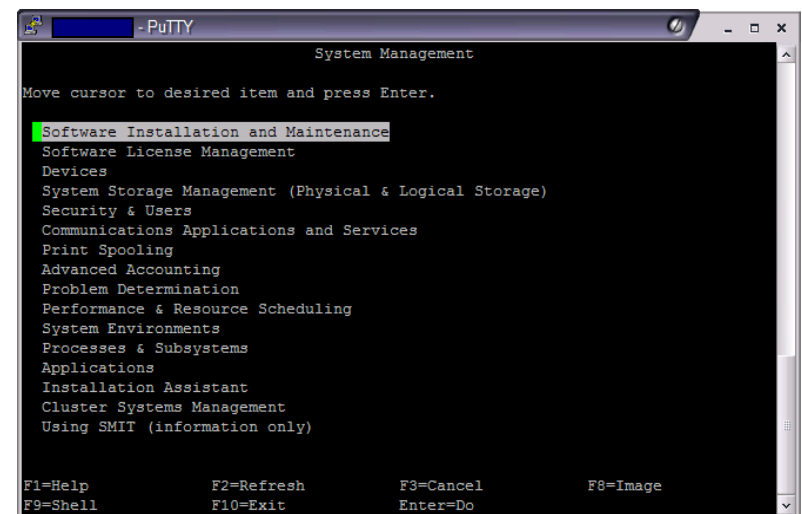 - PuTTY
System Management
Move cursor to desired item and press Enter.
Software Installation and Maintenance
Software License Management
Devices
System Storage Management (Physical & Logical Storage)
Security & Users
Communications Applications and Services
Print Spooling
Advanced Accounting
Problem Determination
Performance & Resource Scheduling
System Environments
Processes & Subsystems
Applications
Installation Assistant
Cluster Systems Management
Using SMIT (information only)
F1=Help F2=Refresh F3=Cancel F8=Image
F9=Shell F10=Exit Enter=Do